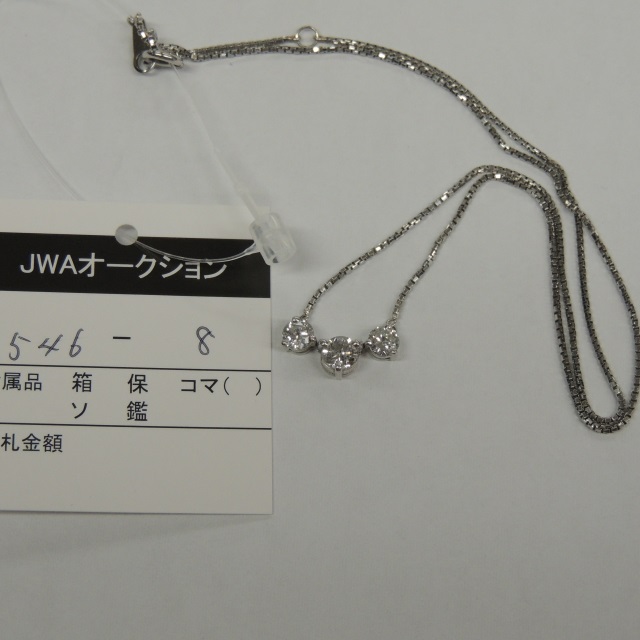 JWAオークション
546 - 8
属品 箱 保 コマ( )
ソ 鑑
札金額